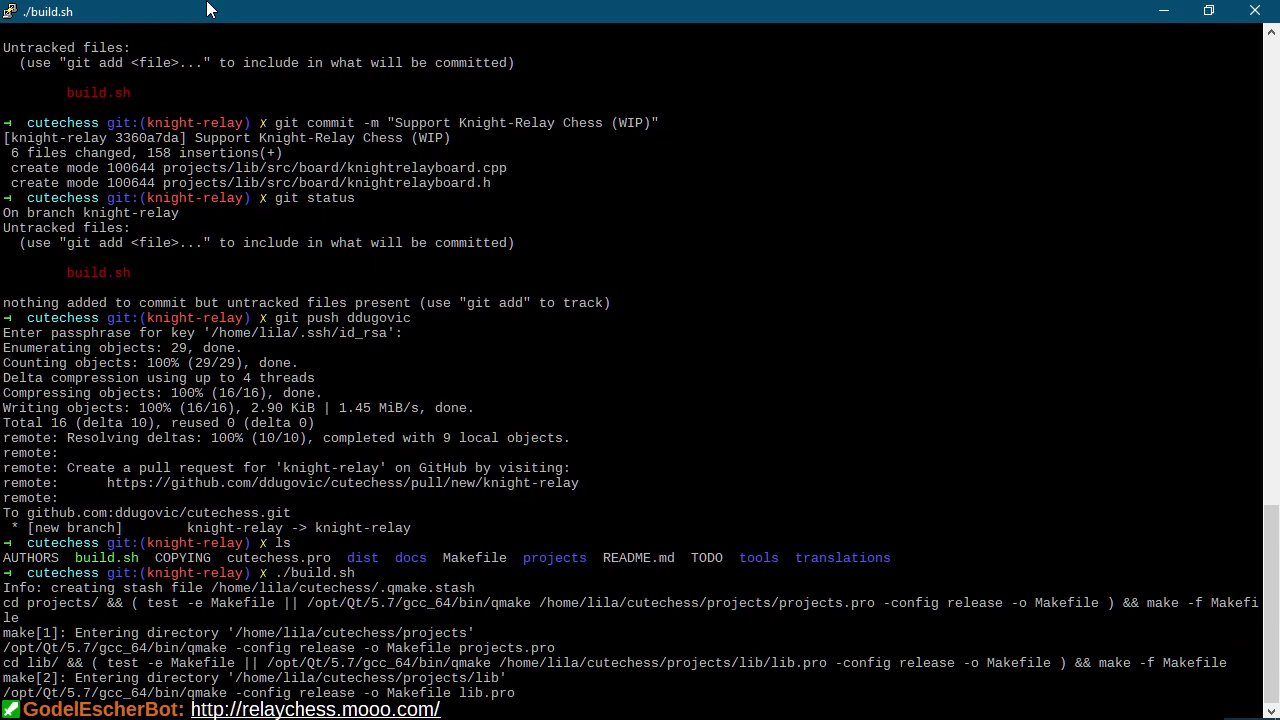 ./build.sh
Untracked files:
  (use "git add <file>..." to include in what will be committed)
        build.sh
→  cutechess git:(knight-relay) ✗ git commit -m "Support Knight-Relay Chess (WIP)"
[knight-relay 3360a7da] Support Knight-Relay Chess (WIP)
 6 files changed, 158 insertions(+)
 create mode 100644 projects/lib/src/board/knightrelayboard.cpp
 create mode 100644 projects/lib/src/board/knightrelayboard.h
→  cutechess git:(knight-relay) ✗ git status
On branch knight-relay
Untracked files:
  (use "git add <file>..." to include in what will be committed)
        build.sh
nothing added to commit but untracked files present (use "git add" to track)
→  cutechess git:(knight-relay) ✗ git push ddugovic
Enter passphrase for key '/home/lila/.ssh/id_rsa':
Enumerating objects: 29, done.
Counting objects: 100% (29/29), done.
Delta compression using up to 4 threads
Compressing objects: 100% (16/16), done.
Writing objects: 100% (16/16), 2.90 KiB | 1.45 MiB/s, done.
Total 16 (delta 10), reused 0 (delta 0)
remote: Resolving deltas: 100% (10/10), completed with 9 local objects.
remote:
remote: Create a pull request for 'knight-relay' on GitHub by visiting:
remote:      https://github.com/ddugovic/cutechess/pull/new/knight-relay
remote:
To github.com:ddugovic/cutechess.git
 * [new branch]        knight-relay -> knight-relay
→  cutechess git:(knight-relay) ✗ ls
AUTHORS  build.sh  COPYING  cutechess.pro  dist  docs  Makefile  projects  README.md  TODO  tools  translations
→  cutechess git:(knight-relay) ✗ ./build.sh
Info: creating stash file /home/lila/cutechess/.qmake.stash
cd projects/ && ( test -e Makefile || /opt/Qt/5.7/gcc_64/bin/qmake /home/lila/cutechess/projects/projects.pro -config release -o Makefile ) && make -f Makefi
le
make[1]: Entering directory '/home/lila/cutechess/projects'
/opt/Qt/5.7/gcc_64/bin/qmake -config release -o Makefile projects.pro
cd lib/ && ( test -e Makefile || /opt/Qt/5.7/gcc_64/bin/qmake /home/lila/cutechess/projects/lib/lib.pro -config release -o Makefile ) && make -f Makefile
make[2]: Entering directory '/home/lila/cutechess/projects/lib'
/opt/Qt/5.7/gcc_64/bin/qmake -config release -o Makefile lib.pro
GodelEscherBot: http://relaychess.mooo.com/